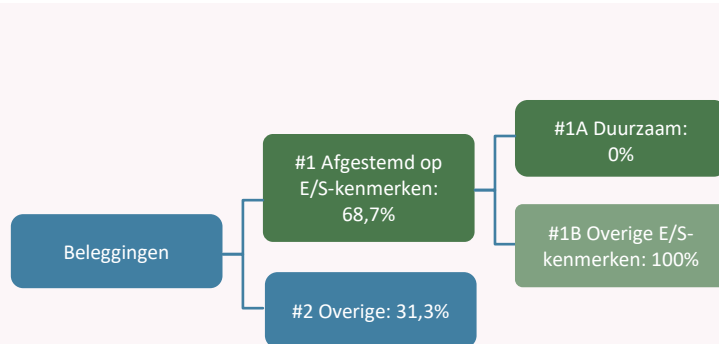 Beleggingen
#1 Afgestemd op
E/S-kenmerken:
68,7%
#2 Overige: 31,3%
#1A Duurzaam:
0%
#1B Overige E/S-
kenmerken: 100%